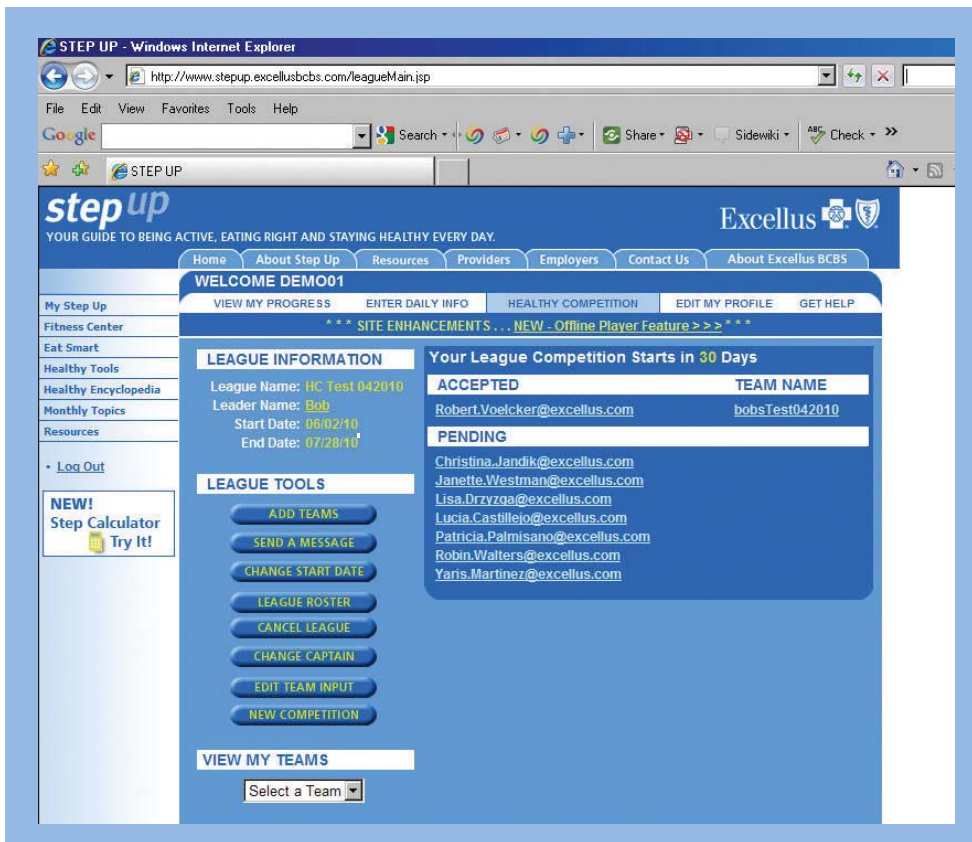 STEP UP - Windows Internet Explorer
http://www.stepup.excellusbcbs.com/leagueMain.jsp
File Edit View Favorites Tools Help
Google Search Share Sidewiki ABC Check »
STEP UP
step up
YOUR GUIDE TO BEING ACTIVE, EATING RIGHT AND STAYING HEALTHY EVERY DAY.
Excellus
Home About Step Up Resources Providers Employers Contact Us About Excellus BCBS
WELCOME DEMO01
VIEW MY PROGRESS ENTER DAILY INFO HEALTHY COMPETITION EDIT MY PROFILE GET HELP
* * * SITE ENHANCEMENTS . . . NEW - Offline Player Feature > > > * * *
My Step Up
Fitness Center
Eat Smart
Healthy Tools
Healthy Encyclopedia
Monthly Topics
Resources
• Log Out
NEW!
Step Calculator
Try It!
LEAGUE INFORMATION
League Name: HC Test 042010
Leader Name: Bob
Start Date: 06/02/10
End Date: 07/28/10
LEAGUE TOOLS
ADD TEAMS
SEND A MESSAGE
CHANGE START DATE
LEAGUE ROSTER
CANCEL LEAGUE
CHANGE CAPTAIN
EDIT TEAM INPUT
NEW COMPETITION
VIEW MY TEAMS
Select a Team
Your League Competition Starts in 30 Days
ACCEPTED TEAM NAME
Robert.Voelcker@excellus.com bobsTest042010
PENDING
Christina.Jandik@excellus.com
Janette.Westman@excellus.com
Lisa.Drzyzga@excellus.com
Lucia.Castillejo@excellus.com
Patricia.Palmisano@excellus.com
Robin.Walters@excellus.com
Yaris.Martinez@excellus.com